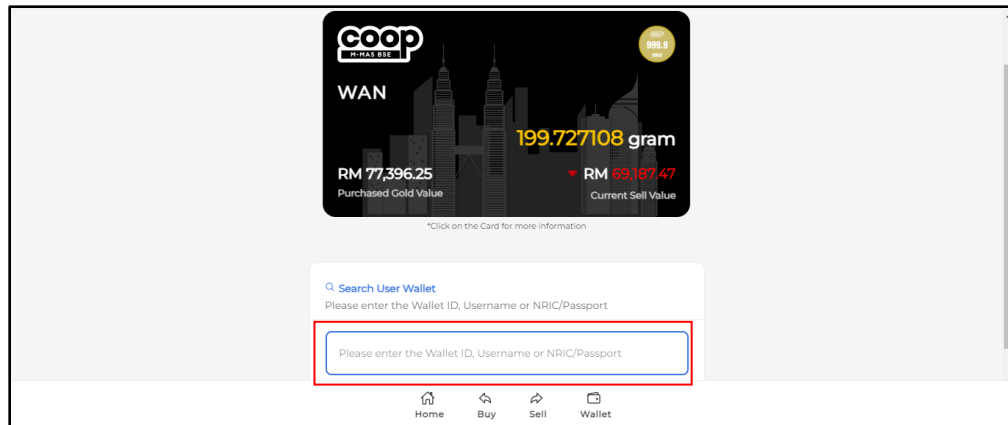 coop
M-MAS BSE
999.9
WAN
199.727108 gram
RM 77,396.25
RM 69,187.47
Purchased Gold Value
Current Sell Value
*Click on the Card for more information
Search User Wallet
Please enter the Wallet ID, Username or NRIC/Passport
Please enter the Wallet ID, Username or NRIC/Passport
Home Buy Sell Wallet